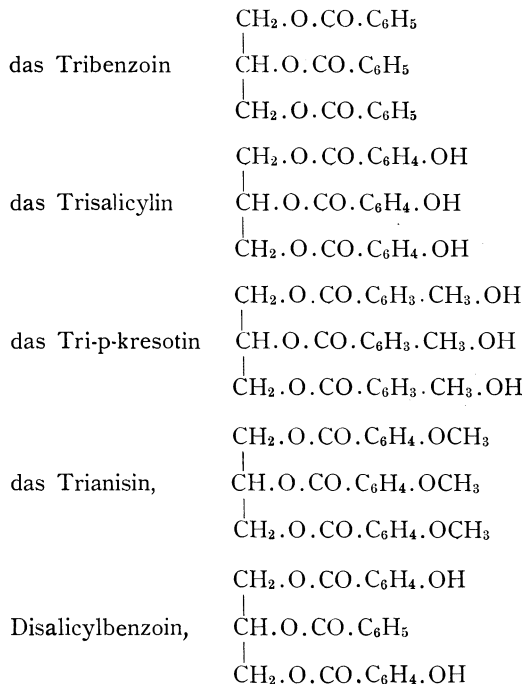 CH₂.O.CO.C₆H₅
das Tribenzoin CH.O.CO.C₆H₅
CH₂.O.CO.C₆H₅
CH₂.O.CO.C₆H₄.OH
das Trisalicylin CH.O.CO.C₆H₄.OH
CH₂.O.CO.C₆H₄.OH
CH₂.O.CO.C₆H₃.CH₃.OH
das Tri-p-kresotin CH.O.CO.C₆H₃.CH₃.OH
CH₂.O.CO.C₆H₃.CH₃.OH
CH₂.O.CO.C₆H₄.OCH₃
das Trianisin, CH.O.CO.C₆H₄.OCH₃
CH₂.O.CO.C₆H₄.OCH₃
CH₂.O.CO.C₆H₄.OH
Disalicylbenzoin, CH.O.CO.C₆H₅
CH₂.O.CO.C₆H₄.OH